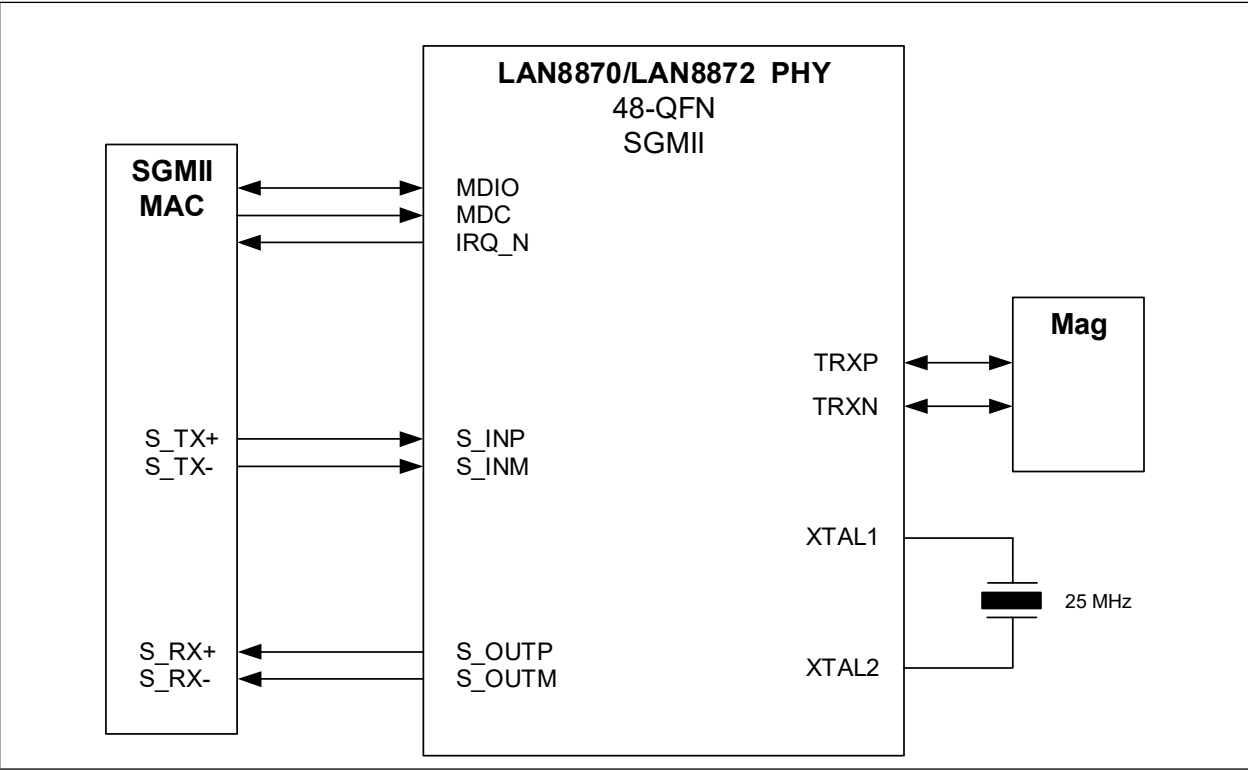 LAN8870/LAN8872 PHY
48-QFN
SGMII
SGMII
MAC
MDIO
MDC
IRQ_N
Mag
TRXP
TRXN
S_TX+
S_TX-
S_INP
S_INM
XTAL1
25 MHz
XTAL2
S_RX+
S_RX-
S_OUTP
S_OUTM